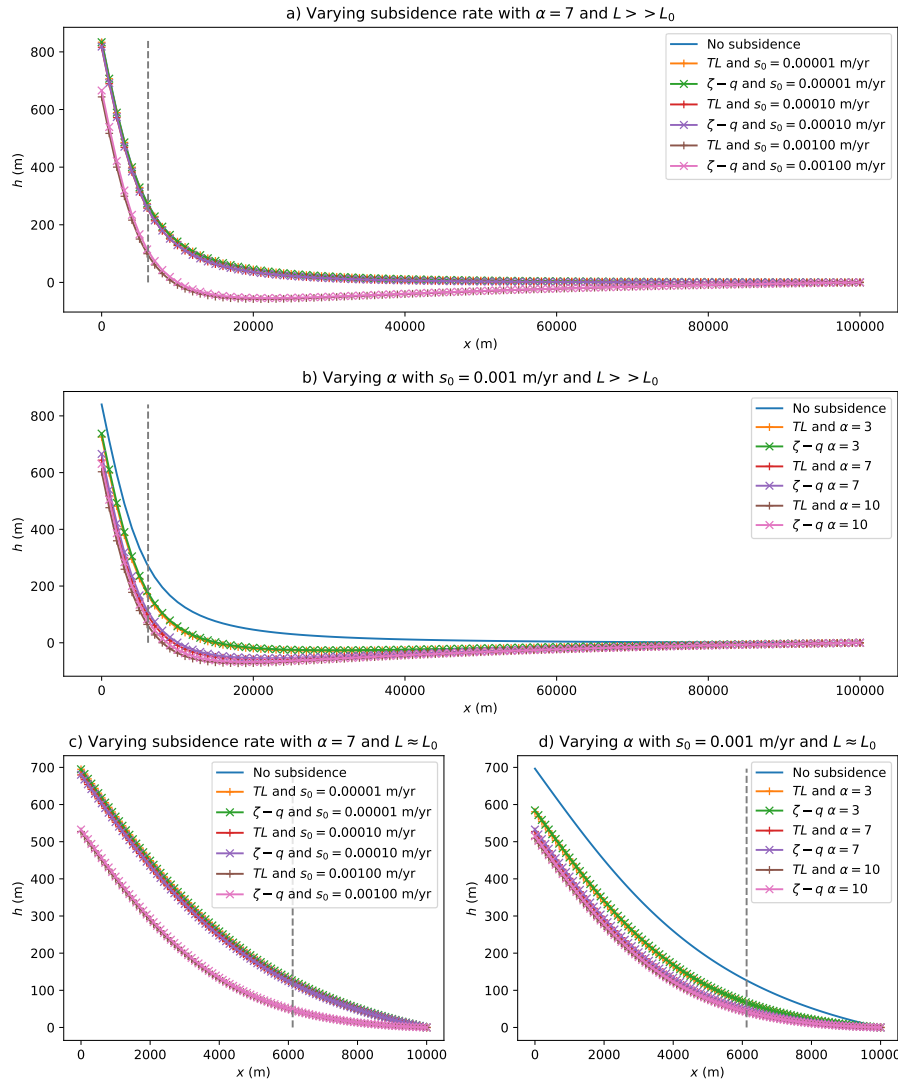 a) Varying subsidence rate with α = 7 and L >> L₀
800
600
400
200
0
h (m)
No subsidence
TL and s₀ = 0.00001 m/yr
ζ − q and s₀ = 0.00001 m/yr
TL and s₀ = 0.00010 m/yr
ζ − q and s₀ = 0.00010 m/yr
TL and s₀ = 0.00100 m/yr
ζ − q and s₀ = 0.00100 m/yr
0 20000 40000 60000 80000 100000
x (m)
b) Varying α with s₀ = 0.001 m/yr and L >> L₀
800
600
400
200
0
h (m)
No subsidence
TL and α = 3
ζ − q α = 3
TL and α = 7
ζ − q α = 7
TL and α = 10
ζ − q α = 10
0 20000 40000 60000 80000 100000
x (m)
c) Varying subsidence rate with α = 7 and L ≈ L₀
700
600
500
400
300
200
100
0
h (m)
No subsidence
TL and s₀ = 0.00001 m/yr
ζ − q and s₀ = 0.00001 m/yr
TL and s₀ = 0.00010 m/yr
ζ − q and s₀ = 0.00010 m/yr
TL and s₀ = 0.00100 m/yr
ζ − q and s₀ = 0.00100 m/yr
0 2000 4000 6000 8000 10000
x (m)
d) Varying α with s₀ = 0.001 m/yr and L ≈ L₀
700
600
500
400
300
200
100
0
h (m)
No subsidence
TL and α = 3
ζ − q α = 3
TL and α = 7
ζ − q α = 7
TL and α = 10
ζ − q α = 10
0 2000 4000 6000 8000 10000
x (m)